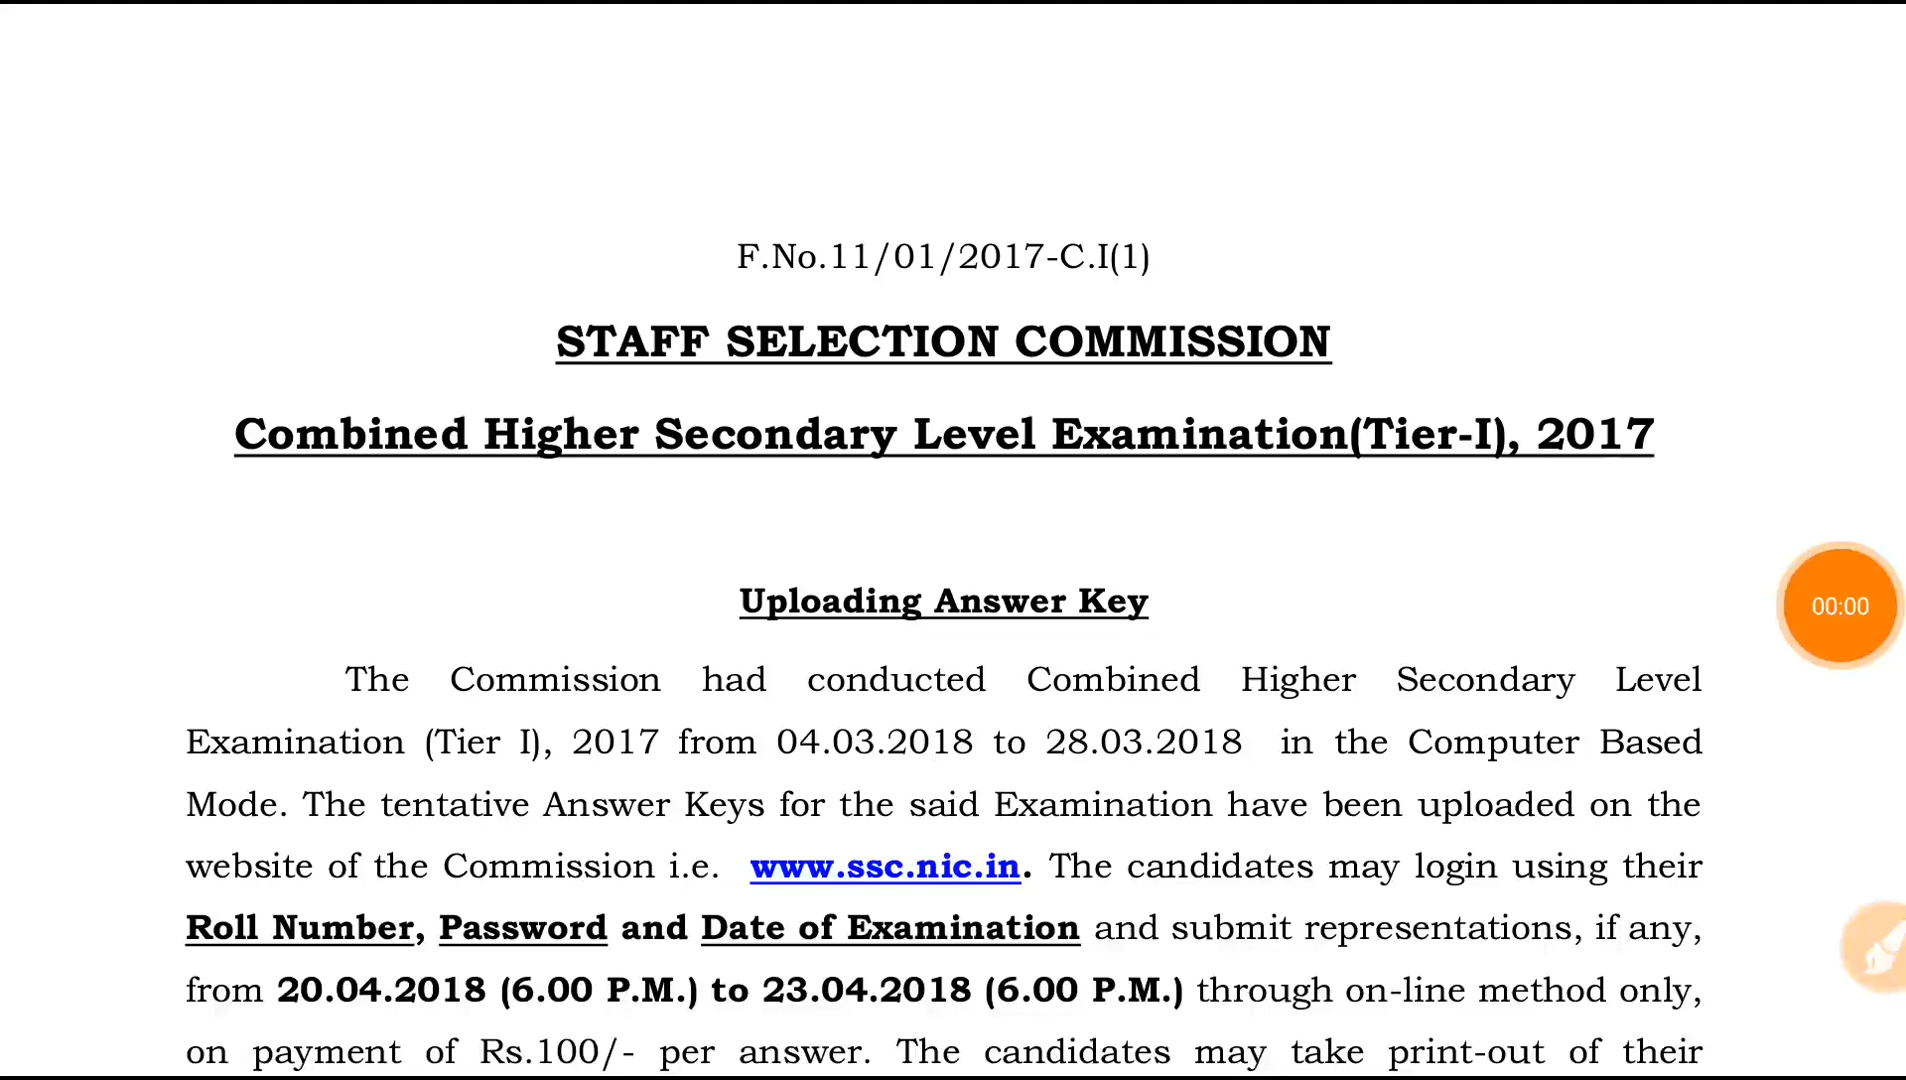 F.No.11/01/2017-C.I(1)
STAFF SELECTION COMMISSION
Combined Higher Secondary Level Examination(Tier-I), 2017
Uploading Answer Key
The Commission had conducted Combined Higher Secondary Level
Examination (Tier I), 2017 from 04.03.2018 to 28.03.2018 in the Computer Based
Mode. The tentative Answer Keys for the said Examination have been uploaded on the
website of the Commission i.e. www.ssc.nic.in. The candidates may login using their
Roll Number, Password and Date of Examination and submit representations, if any,
from 20.04.2018 (6.00 P.M.) to 23.04.2018 (6.00 P.M.) through on-line method only,
on payment of Rs.100/- per answer. The candidates may take print-out of their
00:00